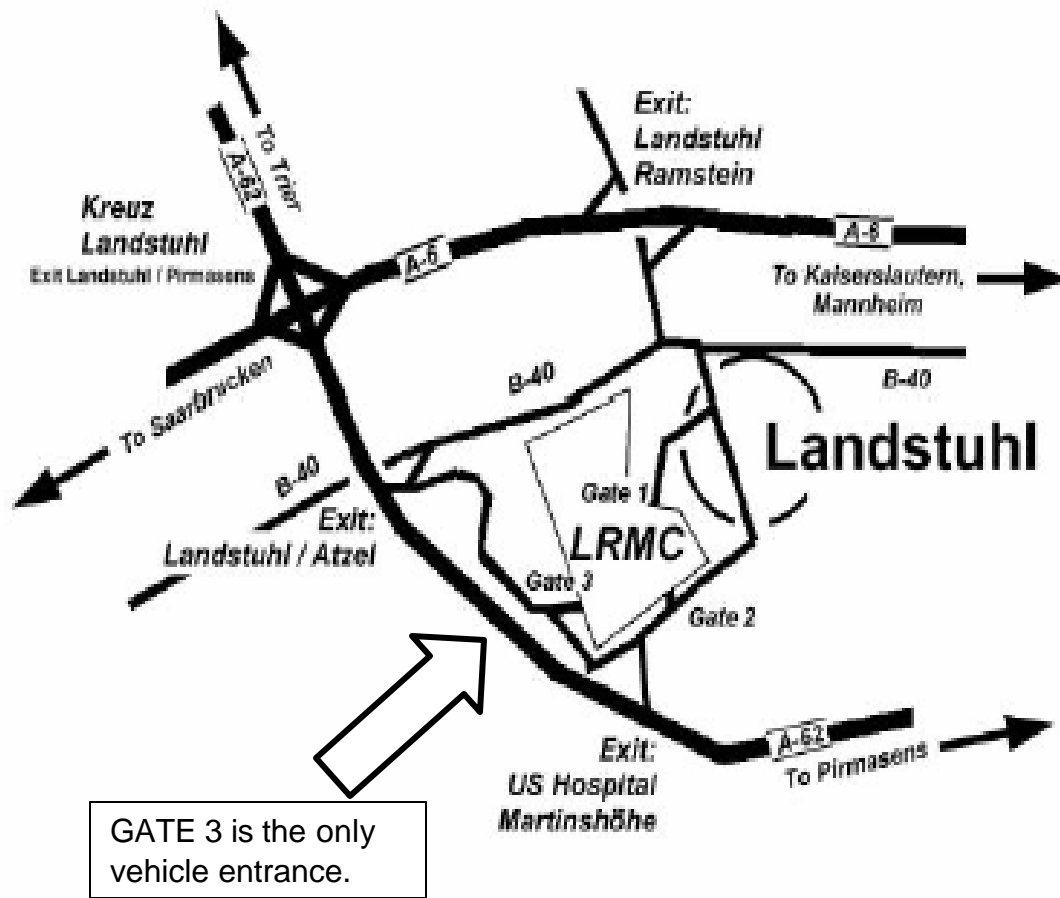 To Trier
A-62
Exit:
Landstuhl
Ramstein
Kreuz
Landstuhl
Exit Landstuhl / Pirmasens
A-6
A-6
To Kaiserslautern,
Mannheim
To Saarbrucken
B-40
B-40
B-40
Landstuhl
Exit:
Landstuhl / Atzel
Gate 1
LRMC
Gate 3
Gate 2
Exit:
US Hospital
Martinshöhe
A-62
To Pirmasens
GATE 3 is the only
vehicle entrance.